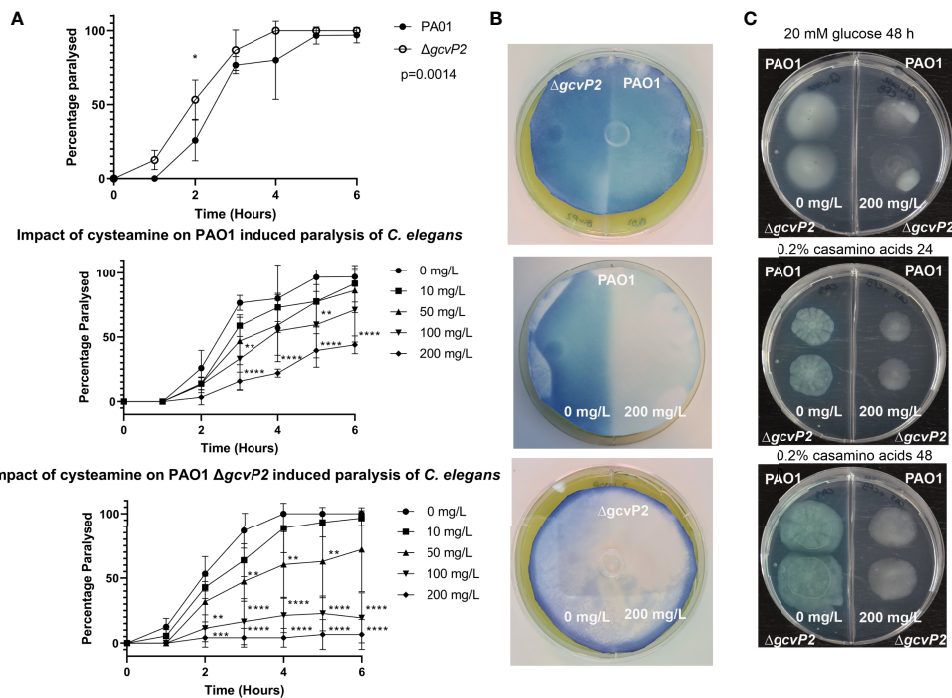 A
100
50
0
Percentage paralysed
*
PA01
ΔgcvP2
p=0.0014
0
2
4
6
Time (Hours)
Impact of cysteamine on PAO1 induced paralysis of C. elegans
100
50
0
Percentage Paralysed
0 mg/L
10 mg/L
50 mg/L
100 mg/L
200 mg/L
**
****
****
**
****
****
0
2
4
6
Time (Hours)
mpact of cysteamine on PAO1 ΔgcvP2 induced paralysis of C. elegans
100
50
0
Percentage Paralysed
0 mg/L
10 mg/L
50 mg/L
100 mg/L
200 mg/L
**
**
**
**
****
****
****
****
***
****
****
****
****
0
2
4
6
Time (Hours)
B
ΔgcvP2
PAO1
PAO1
0 mg/L
200 mg/L
ΔgcvP2
0 mg/L
200 mg/L
C
20 mM glucose 48 h
PAO1
PAO1
0 mg/L
200 mg/L
ΔgcvP2
ΔgcvP2
0.2% casamino acids 24
PAO1
PAO1
0 mg/L
200 mg/L
ΔgcvP2
ΔgcvP2
0.2% casamino acids 48
PAO1
PAO1
0 mg/L
200 mg/L
ΔgcvP2
ΔgcvP2